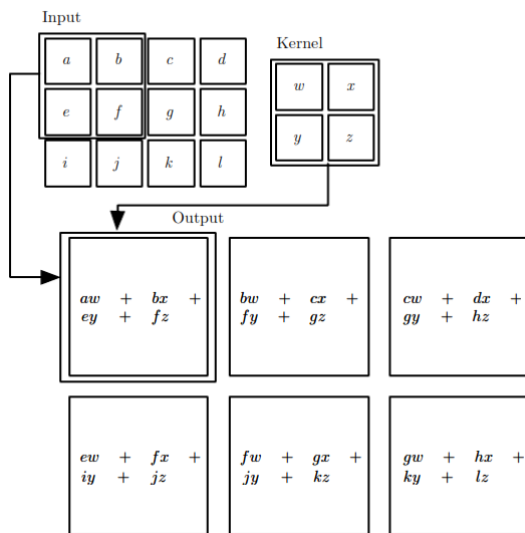 Input
a b c d
Kernel
w x
e f g h
y z
i j k l
Output
aw + bx +
ey + fz
bw + cx +
fy + gz
cw + dx +
gy + hz
ew + fx +
iy + jz
fw + gx +
jy + kz
gw + hx +
ky + lz